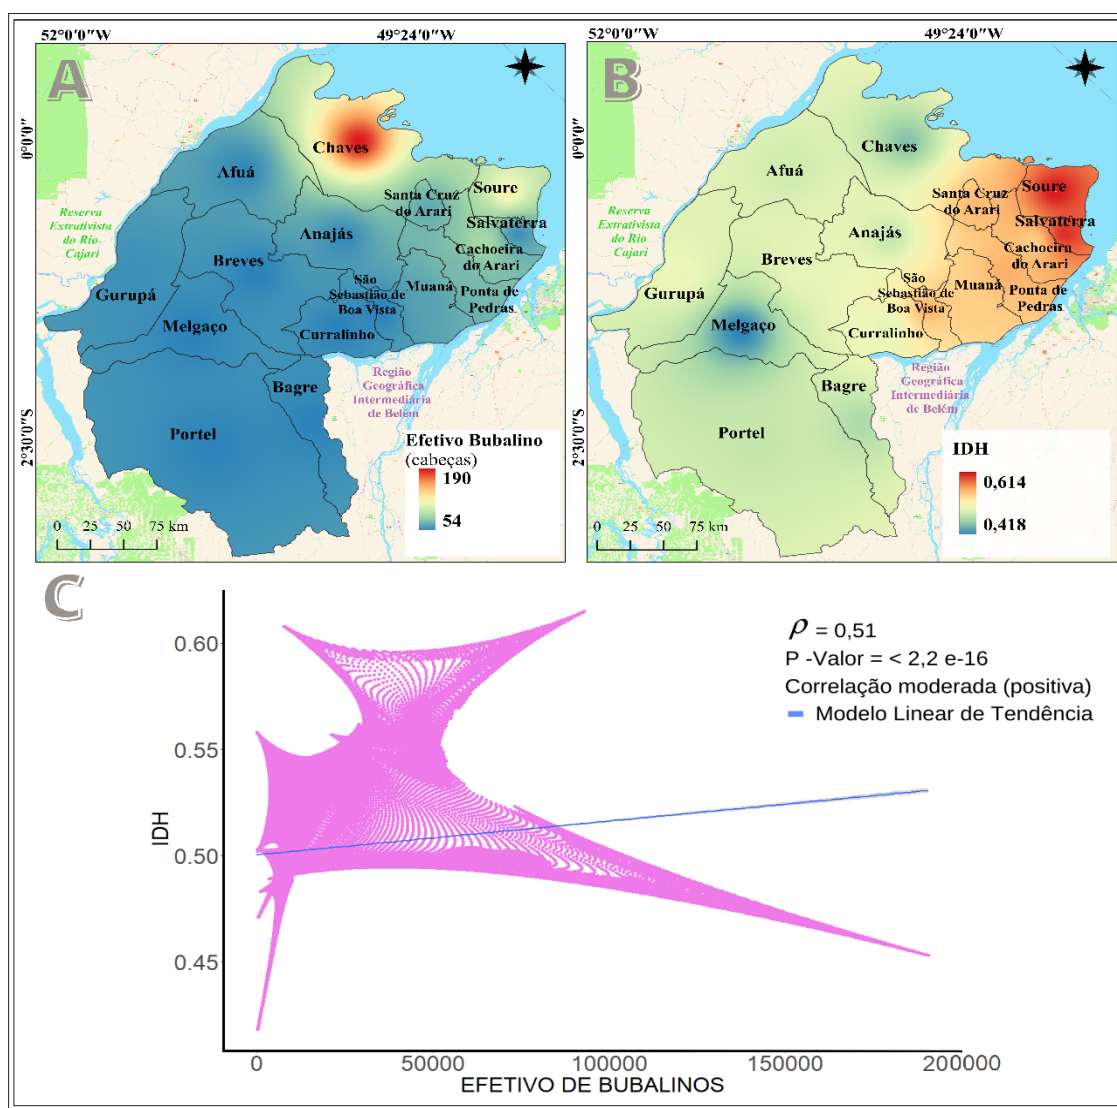 52°0'0"W
49°24'0"W
A
0°0'0"
2°30'0"S
Chaves
Afuá
Santa Cruz
do Arari
Soure
Salvaterra
Anajás
Cachoeira
do Arari
Breves
São
Sebastião de
Boa Vista
Muaná
Ponta de
Pedras
Gurupá
Melgaço
Curralinho
Bagre
Portel
Reserva
Extrativista
do Rio
Cajari
Região
Geográfica
Intermediária
de Belém
Efetivo Bubalino
(cabeças)
190
54
0 25 50 75 km
52°0'0"W
49°24'0"W
B
0°0'0"
2°30'0"S
Chaves
Afuá
Santa Cruz
do Arari
Soure
Salvaterra
Anajás
Cachoeira
do Arari
Breves
São
Sebastião de
Boa Vista
Muaná
Ponta de
Pedras
Gurupá
Melgaço
Curralinho
Bagre
Portel
Reserva
Extrativista
do Rio
Cajari
Região
Geográfica
Intermediária
de Belém
IDH
0,614
0,418
0 25 50 75 km
C
ρ = 0,51
P -Valor = < 2,2 e-16
Correlação moderada (positiva)
Modelo Linear de Tendência
IDH
0.60
0.55
0.50
0.45
0 50000 100000 150000 200000
EFETIVO DE BUBALINOS